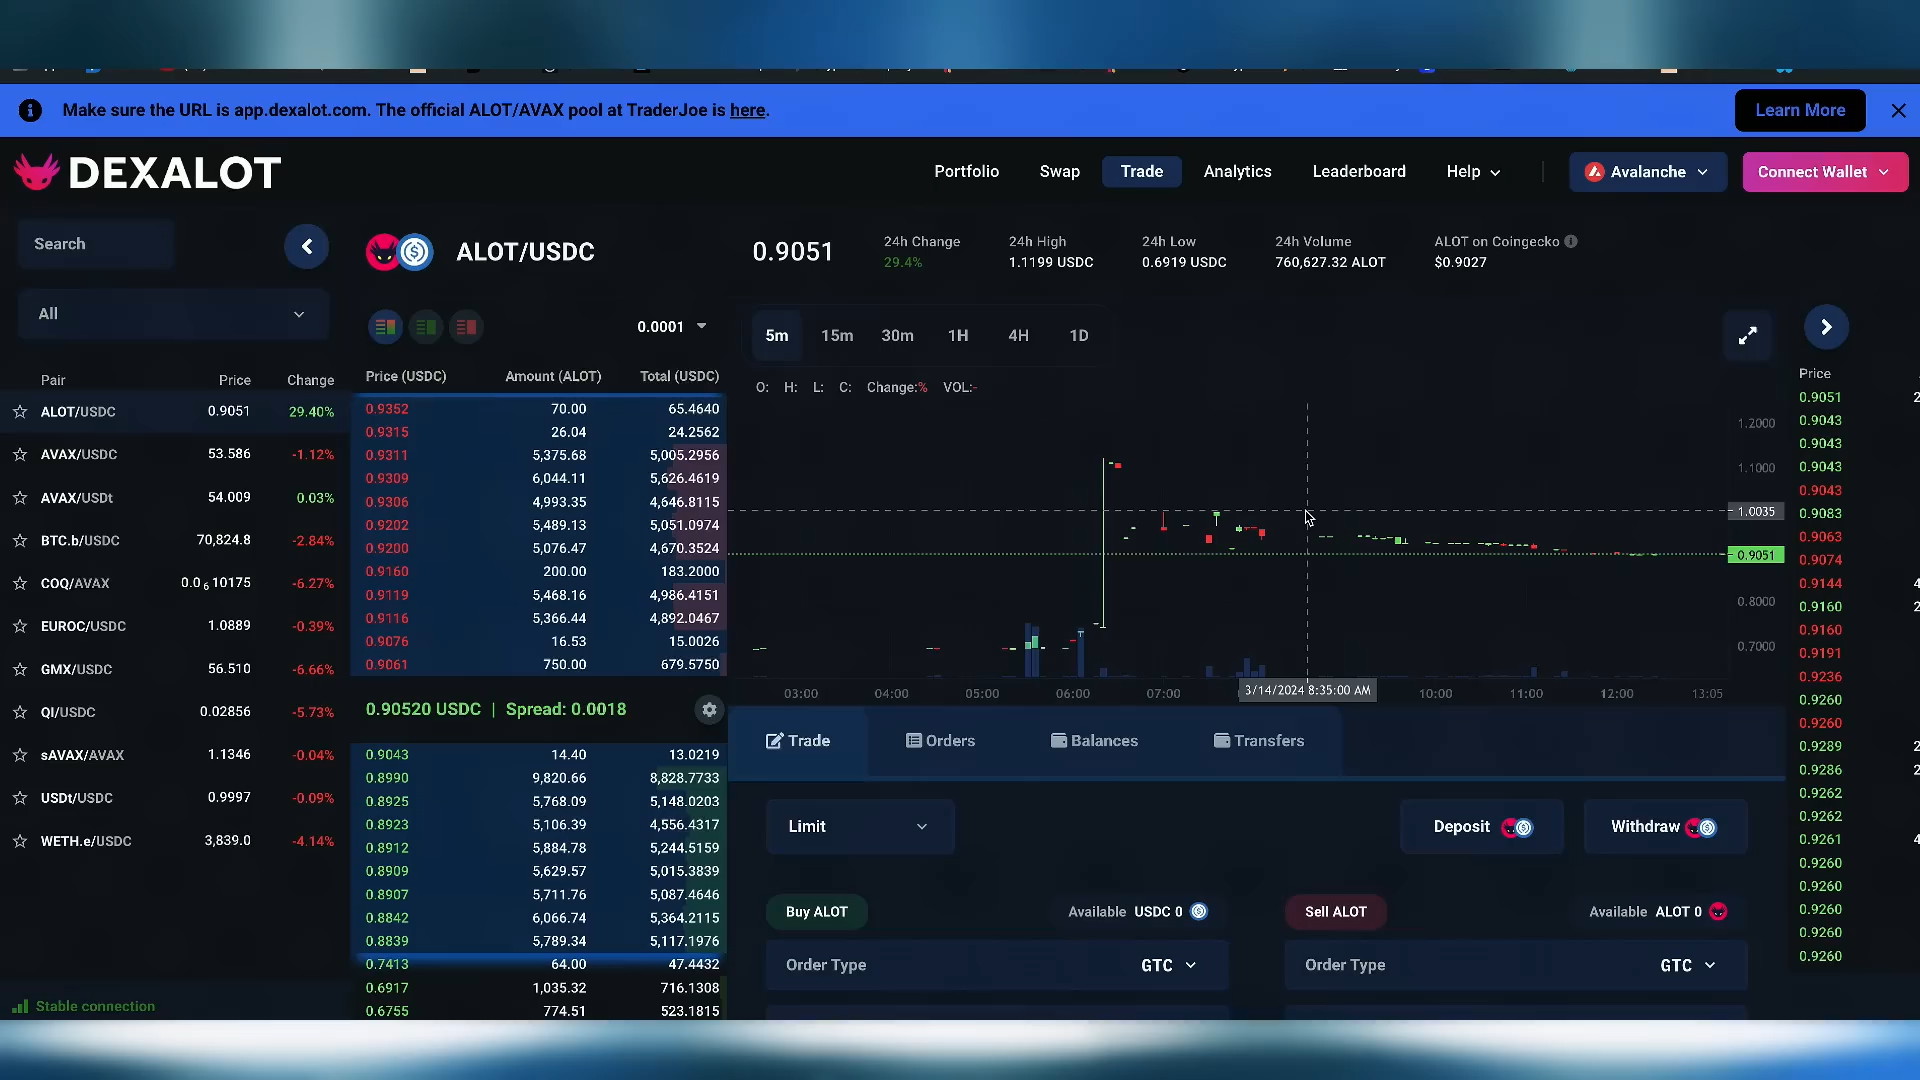 Make sure the URL is app.dexalot.com. The official ALOT/AVAX pool at TraderJoe is here.
Learn More
DEXALOT
Portfolio Swap Trade Analytics Leaderboard Help Avalanche Connect Wallet
Search
All
Pair Price Change
ALOT/USDC 0.9051 29.40%
AVAX/USDC 53.586 -1.12%
AVAX/USDt 54.009 0.03%
BTC.b/USDC 70,824.8 -2.84%
COQ/AVAX 0.0₆10175 -6.27%
EUROC/USDC 1.0889 -0.39%
GMX/USDC 56.510 -6.66%
QI/USDC 0.02856 -5.73%
sAVAX/AVAX 1.1346 -0.04%
USDt/USDC 0.9997 -0.09%
WETH.e/USDC 3,839.0 -4.14%
Stable connection
ALOT/USDC
0.9051
24h Change
29.4%
24h High
1.1199 USDC
24h Low
0.6919 USDC
24h Volume
760,627.32 ALOT
ALOT on Coingecko
$0.9027
0.0001
Price (USDC) Amount (ALOT) Total (USDC)
0.9352 70.00 65.4640
0.9315 26.04 24.2562
0.9311 5,375.68 5,005.2956
0.9309 6,044.11 5,626.4619
0.9306 4,993.35 4,646.8115
0.9202 5,489.13 5,051.0974
0.9200 5,076.47 4,670.3524
0.9160 200.00 183.2000
0.9119 5,468.16 4,986.4151
0.9116 5,366.44 4,892.0467
0.9076 16.53 15.0026
0.9061 750.00 679.5750
0.90520 USDC | Spread: 0.0018
0.9043 14.40 13.0219
0.8990 9,820.66 8,828.7733
0.8925 5,768.09 5,148.0203
0.8923 5,106.39 4,556.4317
0.8912 5,884.78 5,244.5159
0.8909 5,629.57 5,015.3839
0.8907 5,711.76 5,087.4646
0.8842 6,066.74 5,364.2115
0.8839 5,789.34 5,117.1976
0.7413 64.00 47.4432
0.6917 1,035.32 716.1308
0.6755 774.51 523.1815
5m 15m 30m 1H 4H 1D
O: H: L: C: Change:% VOL:-
1.2000
1.1000
1.0035
0.9051
0.8000
0.7000
03:00 04:00 05:00 06:00 07:00 3/14/2024 8:35:00 AM 10:00 11:00 12:00 13:05
Trade Orders Balances Transfers
Limit
Deposit
Withdraw
Buy ALOT
Available USDC 0
Order Type GTC
Sell ALOT
Available ALOT 0
Order Type GTC
Price
0.9051
0.9043
0.9043
0.9043
0.9043
0.9083
0.9063
0.9074
0.9144
0.9160
0.9160
0.9191
0.9236
0.9260
0.9260
0.9289
0.9286
0.9262
0.9262
0.9261
0.9260
0.9260
0.9260
0.9260
0.9260